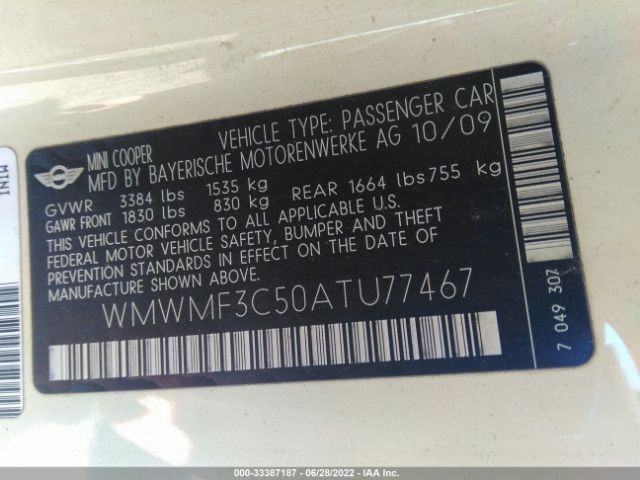 MINI COOPER
VEHICLE TYPE: PASSENGER CAR
MFD BY BAYERISCHE MOTORENWERKE AG 10/09
GVWR 3384 lbs 1535 kg
GAWR FRONT 1830 lbs 830 kg REAR 1664 lbs 755 kg
THIS VEHICLE CONFORMS TO ALL APPLICABLE U.S.
FEDERAL MOTOR VEHICLE SAFETY, BUMPER AND THEFT
PREVENTION STANDARDS IN EFFECT ON THE DATE OF
MANUFACTURE SHOWN ABOVE.
WMWMF3C50ATU77467
7 049 307
MINI
000-33387187 - 06/28/2022 - IAA Inc.